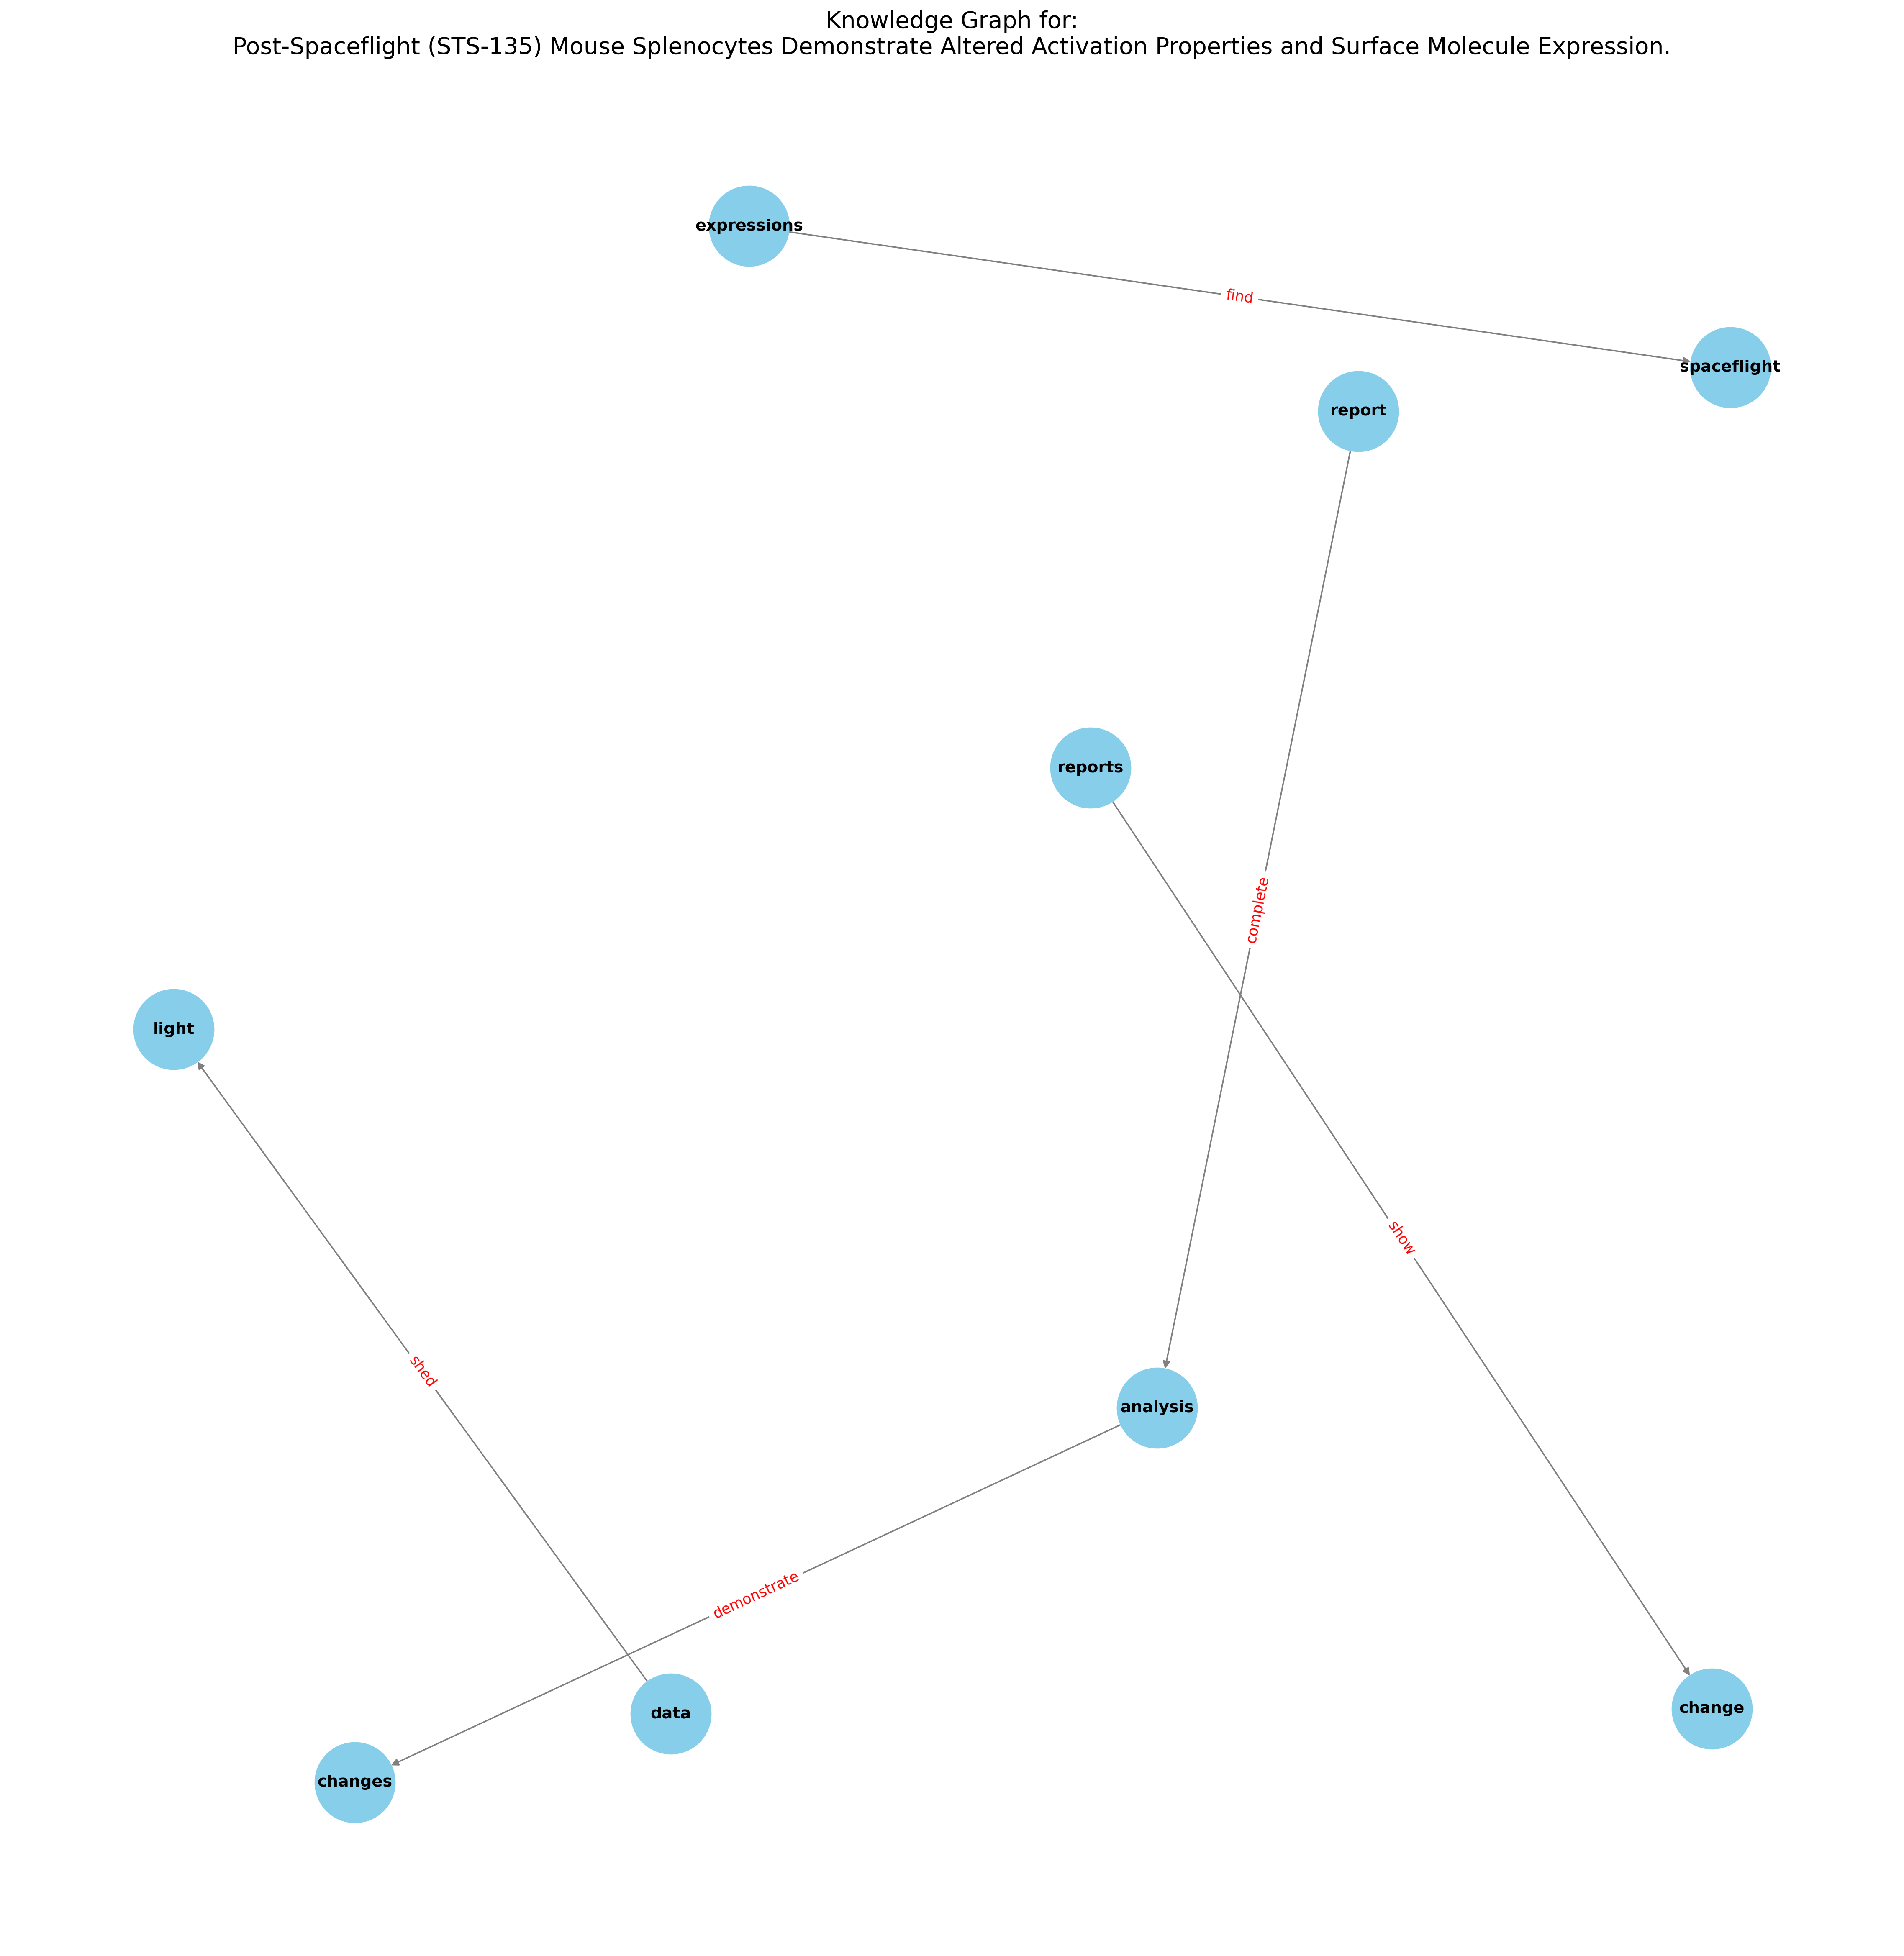 Knowledge Graph for:
Post-Spaceflight (STS-135) Mouse Splenocytes Demonstrate Altered Activation Properties and Surface Molecule Expression.
expressions
find
spaceflight
report
reports
complete
light
show
shed
analysis
demonstrate
change
data
changes